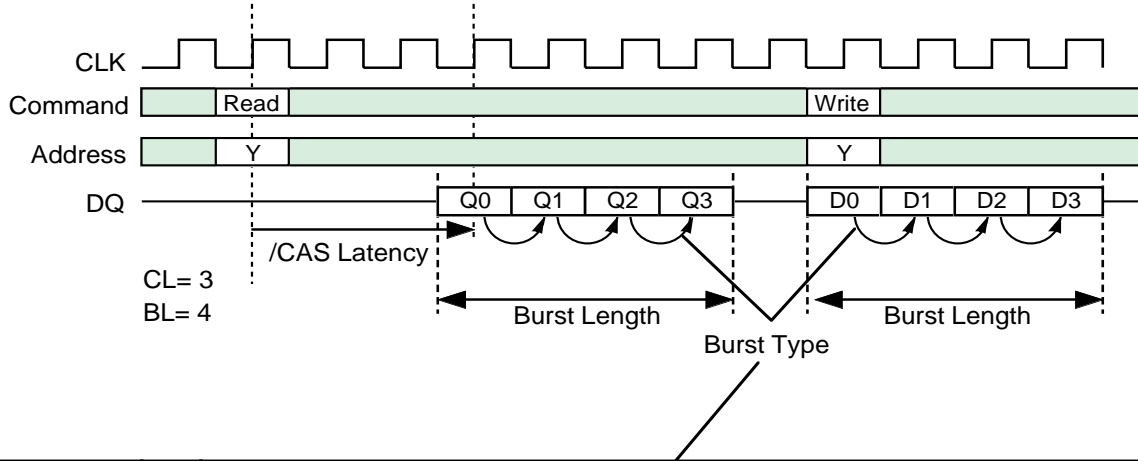 CLK
Command Read Write
Address Y Y
DQ Q0 Q1 Q2 Q3 D0 D1 D2 D3
/CAS Latency
CL= 3
BL= 4
Burst Length Burst Length
Burst Type